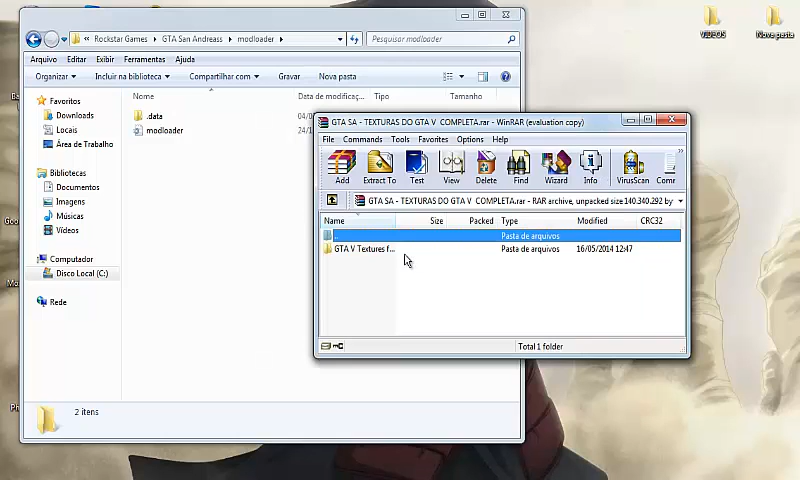 VIDEOS
Nova pasta
Rockstar Games
GTA San Andreass
modloader
Pesquisar modloader
Arquivo Editar Exibir Ferramentas Ajuda
Organizar Incluir na biblioteca Compartilhar com Gravar Nova pasta
Favoritos
Downloads
Locais
Área de Trabalho
Bibliotecas
Documentos
Imagens
Músicas
Vídeos
Computador
Disco Local (C:)
Rede
Nome Data de modificaç... Tipo Tamanho
.data 04/0
modloader 24/1
2 itens
GTA SA - TEXTURAS DO GTA V COMPLETA.rar - WinRAR (evaluation copy)
File Commands Tools Favorites Options Help
Add Extract To Test View Delete Find Wizard Info VirusScan Comm
GTA SA - TEXTURAS DO GTA V COMPLETA.rar - RAR archive, unpacked size 140.340.292 by
Name Size Packed Type Modified CRC32
.. Pasta de arquivos
GTA V Textures f... Pasta de arquivos 16/05/2014 12:47
Total 1 folder